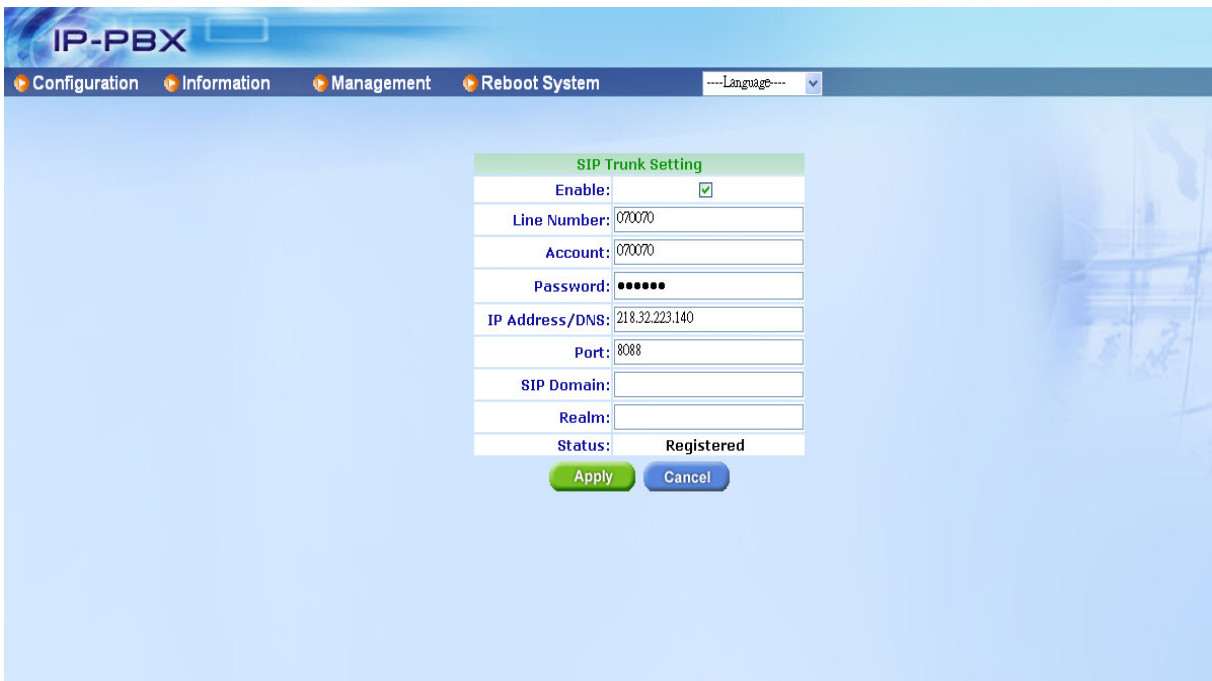 IP-PBX
Configuration Information Management Reboot System ----Language----
SIP Trunk Setting
Enable:
Line Number: 070070
Account: 070070
Password: ●●●●●●
IP Address/DNS: 218.32.223.140
Port: 8088
SIP Domain:
Realm:
Status: Registered
Apply Cancel